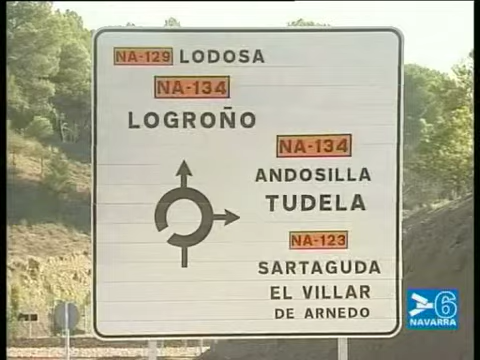 NA-129 LODOSA
NA-134
LOGROÑO
NA-134
ANDOSILLA
TUDELA
NA-123
SARTAGUDA
EL VILLAR
DE ARNEDO
6
NAVARRA